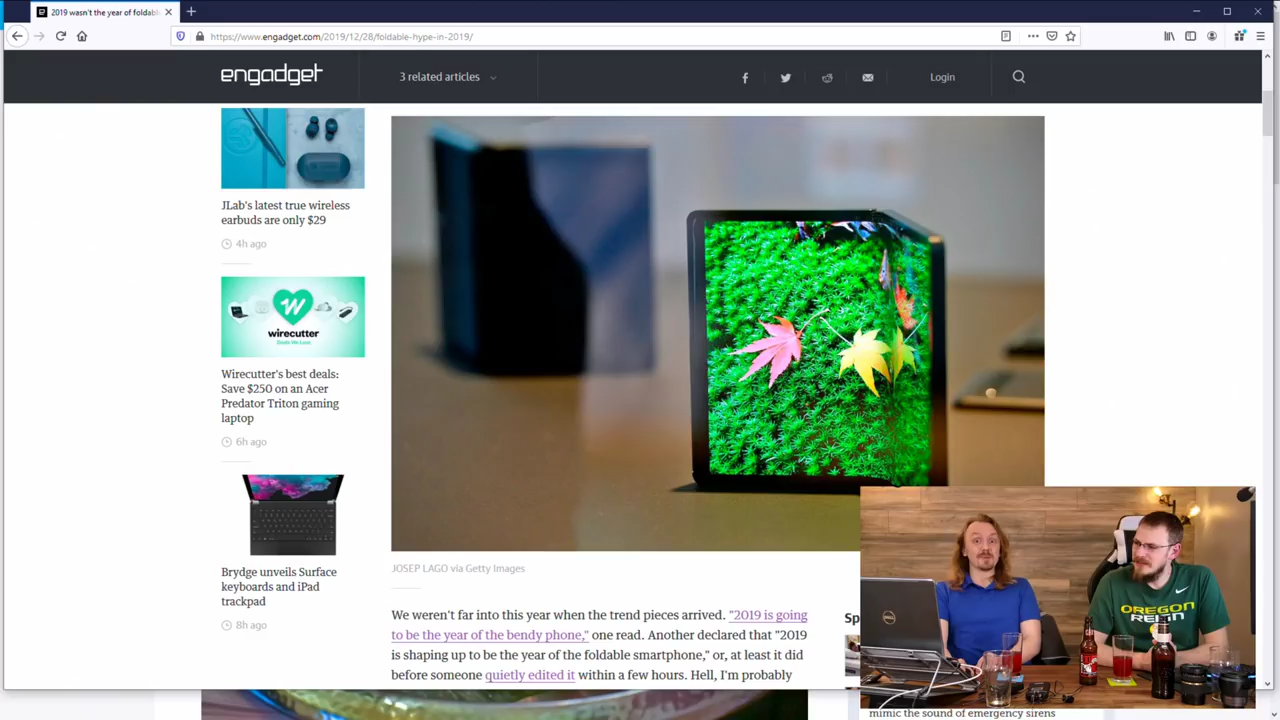 2019 wasn't the year of foldabl
https://www.engadget.com/2019/12/28/foldable-hype-in-2019/
engadget
3 related articles
Login
JLab's latest true wireless
earbuds are only $29
4h ago
W
wirecutter
Deals We Love
Wirecutter's best deals:
Save $250 on an Acer
Predator Triton gaming
laptop
6h ago
Brydge unveils Surface
keyboards and iPad
trackpad
8h ago
JOSEP LAGO via Getty Images
We weren't far into this year when the trend pieces arrived. "2019 is going
to be the year of the bendy phone," one read. Another declared that "2019
is shaping up to be the year of the foldable smartphone," or, at least it did
before someone quietly edited it within a few hours. Hell, I'm probably
Sp
DELL
OREGON
mimic the sound of emergency sirens